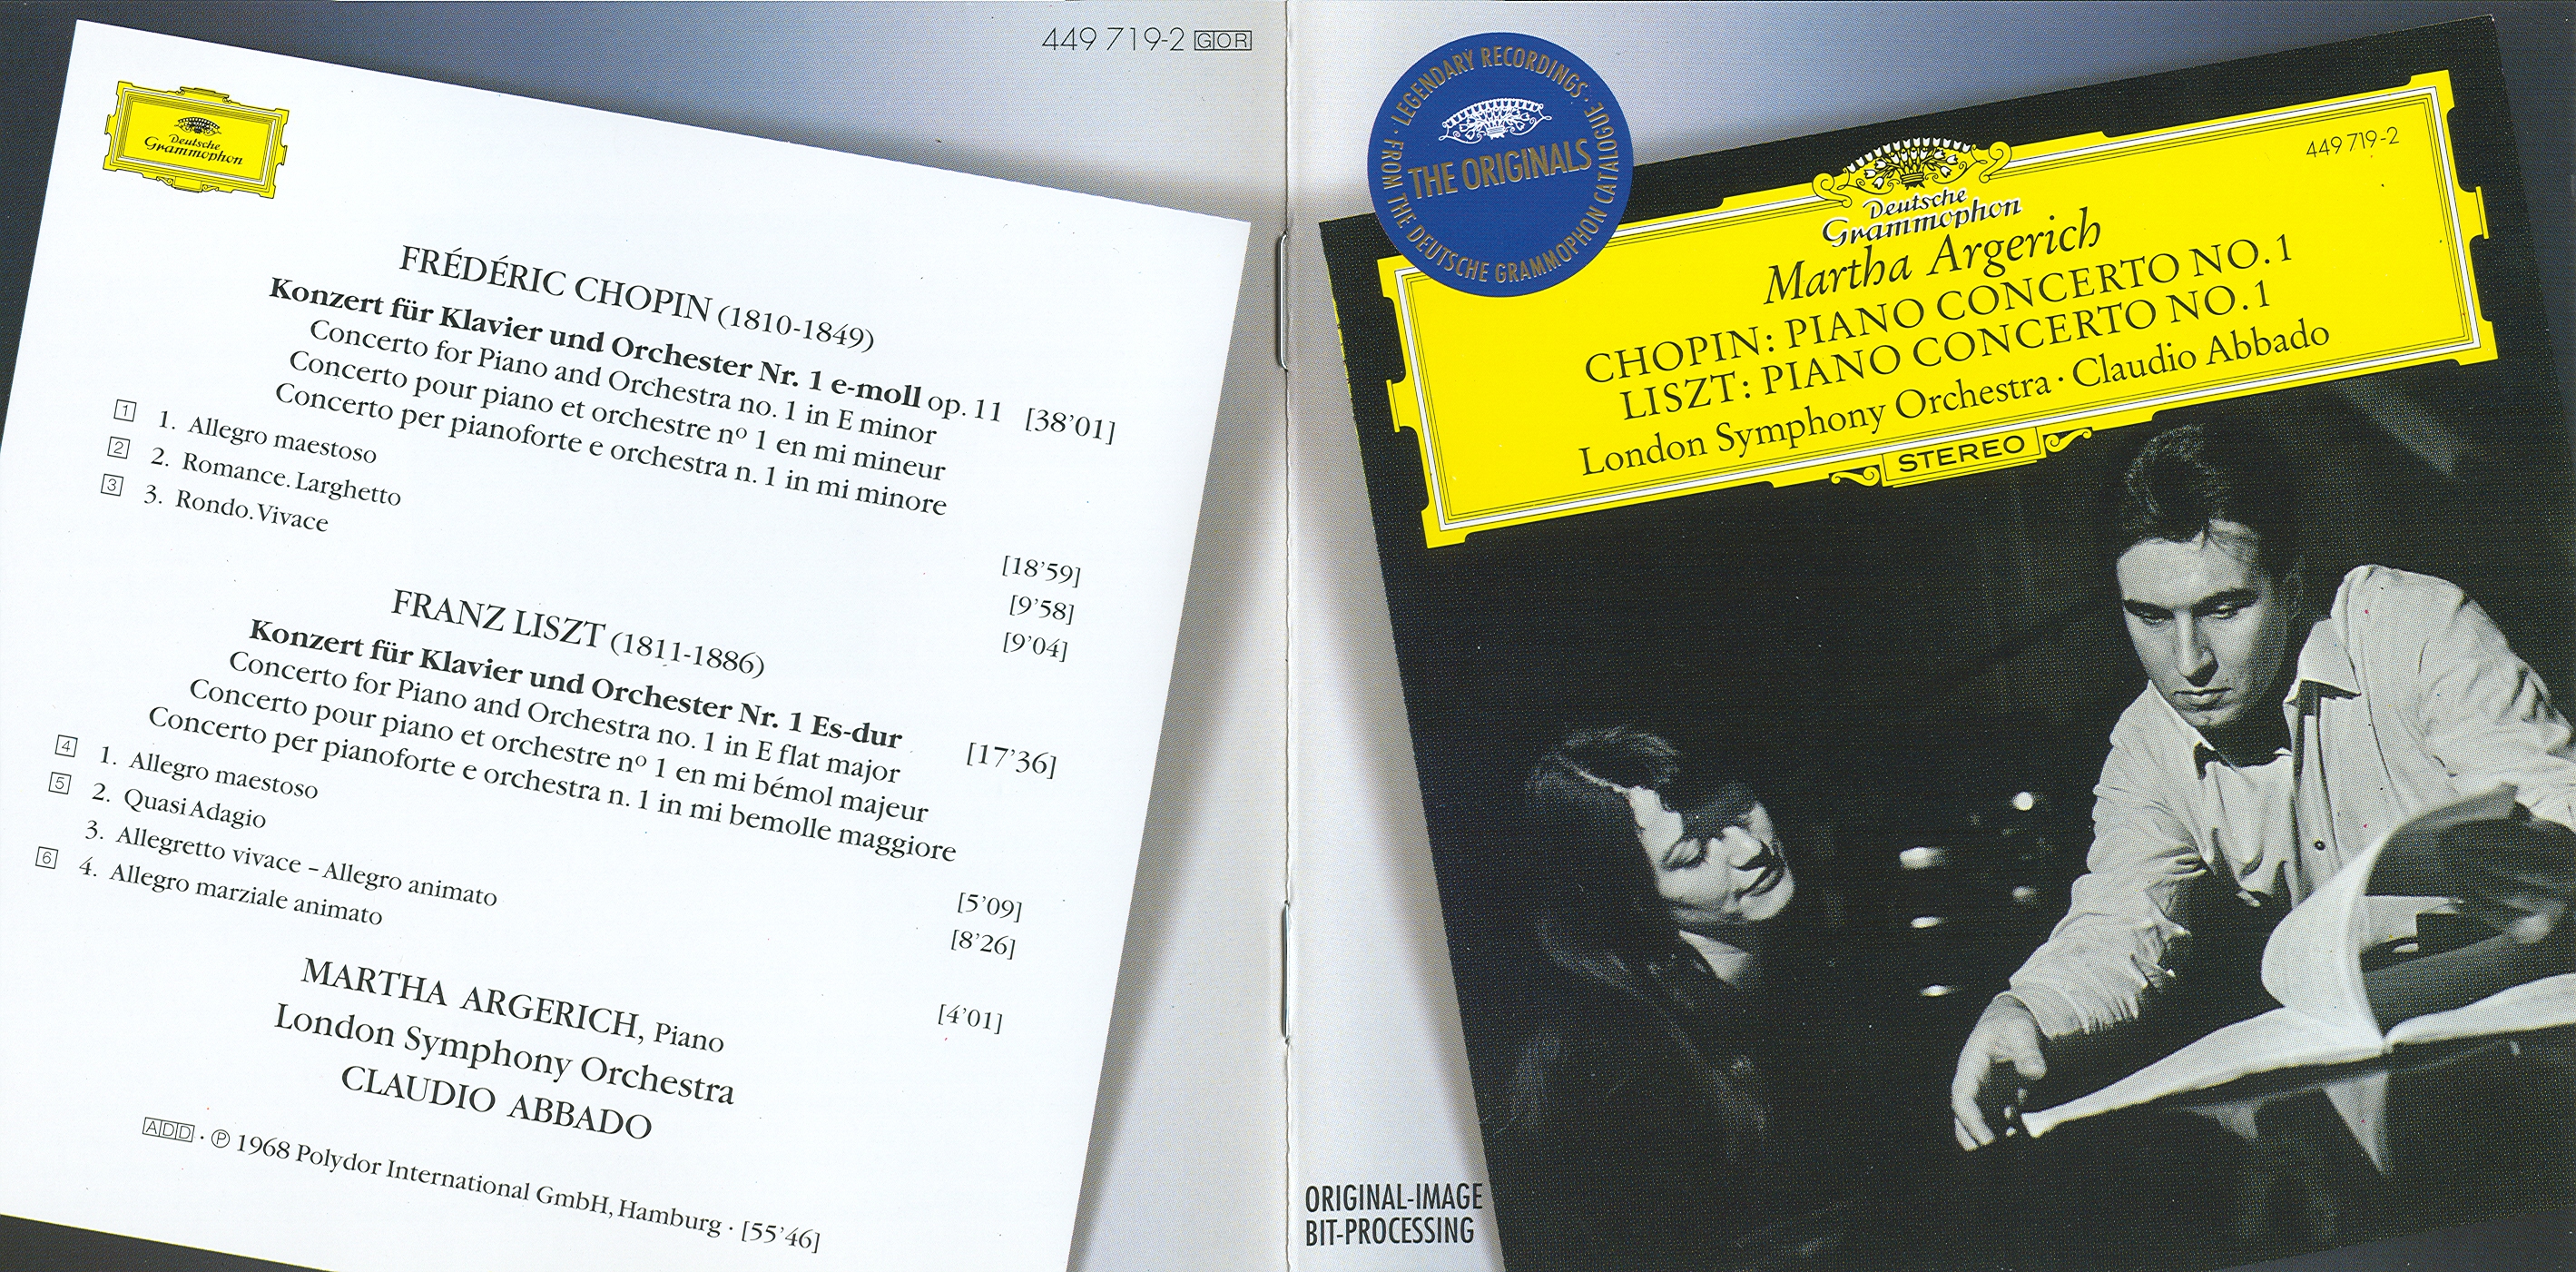 449 719-2 GOR
Deutsche
Grammophon
FRÉDÉRIC CHOPIN (1810-1849)
Konzert für Klavier und Orchester Nr. 1 e-moll op. 11 [38’01]
Concerto for Piano and Orchestra no. 1 in E minor
Concerto pour piano et orchestre nº 1 en mi mineur
Concerto per pianoforte e orchestra n. 1 in mi minore
1 1. Allegro maestoso [18’59]
2 2. Romance. Larghetto [9’58]
3 3. Rondo. Vivace [9’04]
FRANZ LISZT (1811-1886)
Konzert für Klavier und Orchester Nr. 1 Es-dur [17’36]
Concerto for Piano and Orchestra no. 1 in E flat major
Concerto pour piano et orchestre nº 1 en mi bémol majeur
Concerto per pianoforte e orchestra n. 1 in mi bemolle maggiore
4 1. Allegro maestoso [5’09]
5 2. Quasi Adagio [8’26]
3. Allegretto vivace – Allegro animato
6 4. Allegro marziale animato [4’01]
MARTHA ARGERICH, Piano
London Symphony Orchestra
CLAUDIO ABBADO
ADD · ℗ 1968 Polydor International GmbH, Hamburg · [55’46]
· LEGENDARY RECORDINGS · FROM THE DEUTSCHE GRAMMOPHON CATALOGUE
THE ORIGINALS
449 719-2
Deutsche
Grammophon
Martha Argerich
CHOPIN: PIANO CONCERTO NO. 1
LISZT: PIANO CONCERTO NO. 1
London Symphony Orchestra · Claudio Abbado
STEREO
ORIGINAL-IMAGE
BIT-PROCESSING